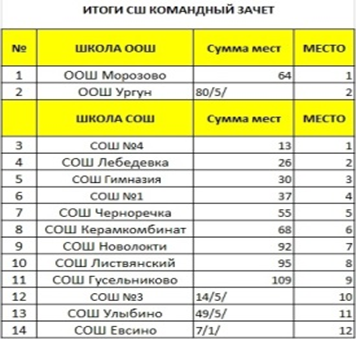 ИТОГИ СШ КОМАНДНЫЙ ЗАЧЕТ
№ ШКОЛА ООШ Сумма мест МЕСТО
1 ООШ Морозово 64 1
2 ООШ Ургун 80/5/ 2
ШКОЛА СОШ Сумма мест МЕСТО
3 СОШ №4 13 1
4 СОШ Лебедевка 26 2
5 СОШ Гимназия 30 3
6 СОШ №1 37 4
7 СОШ Черноречка 55 5
8 СОШ Керамкомбинат 68 6
9 СОШ Новолокти 92 7
10 СОШ Листвянский 95 8
11 СОШ Гусельниково 109 9
12 СОШ №3 14/5/ 10
13 СОШ Улыбино 49/5/ 11
14 СОШ Евсино 7/1/ 12